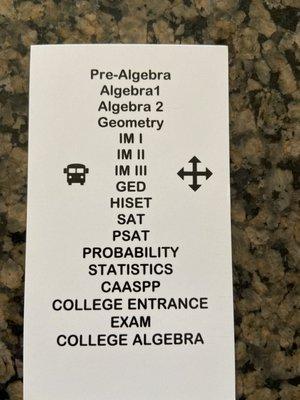 Pre-Algebra
Algebra1
Algebra 2
Geometry
IM I
IM II
IM III
GED
HISET
SAT
PSAT
PROBABILITY
STATISTICS
CAASPP
COLLEGE ENTRANCE
EXAM
COLLEGE ALGEBRA